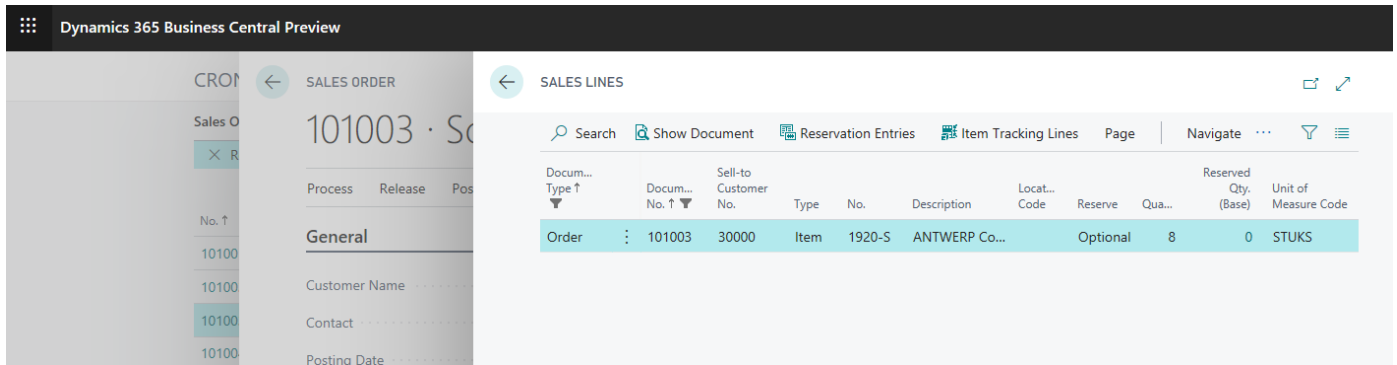 Dynamics 365 Business Central Preview
CRON
SALES ORDER
SALES LINES
Sales O
101003 · Sc
R
Search Show Document Reservation Entries Item Tracking Lines Page Navigate ···
Process Release Pos
Docum... Type ↑ Docum... No. ↑ Sell-to Customer No. Type No. Description Locat... Code Reserve Qua... Reserved Qty. (Base) Unit of Measure Code
No. ↑
General
Order 101003 30000 Item 1920-S ANTWERP Co... Optional 8 0 STUKS
10100
10100
Customer Name
10100
Contact
10100
Posting Date